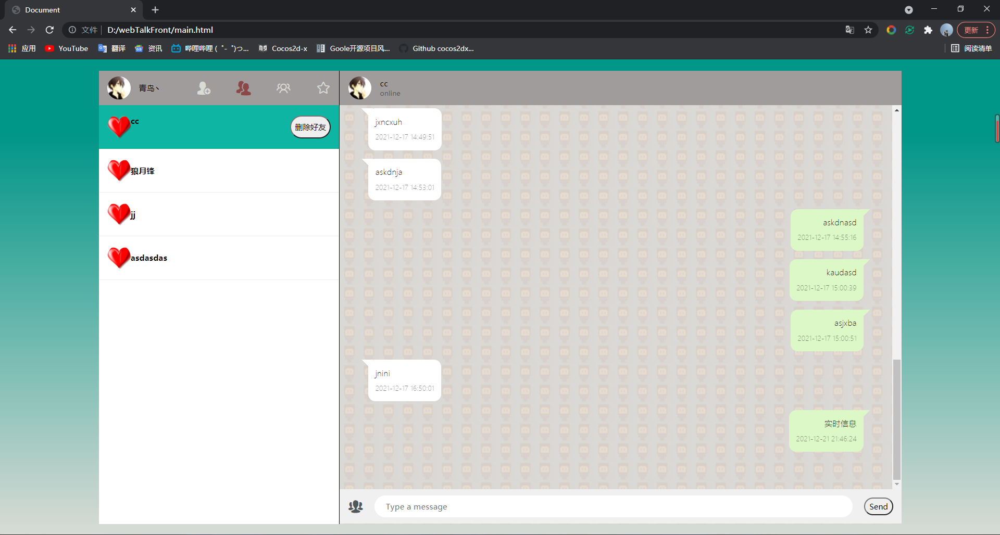 Document
文件 D:/webTalkFront/main.html
更新
应用 YouTube 翻译 资讯 哔哩哔哩 ( ゜- ゜)つ... Cocos2d-x Goole开源项目风... Github cocos2dx... 阅读清单
青鸟丶
cc
online
cc
删除好友
狼月锋
jj
asdasdas
jxncxuh
2021-12-17 14:49:51
askdnja
2021-12-17 14:53:01
askdnasd
2021-12-17 14:55:16
kaudasd
2021-12-17 15:00:39
asjxba
2021-12-17 15:00:51
jnini
2021-12-17 16:50:01
实时信息
2021-12-21 21:46:24
Type a message
Send